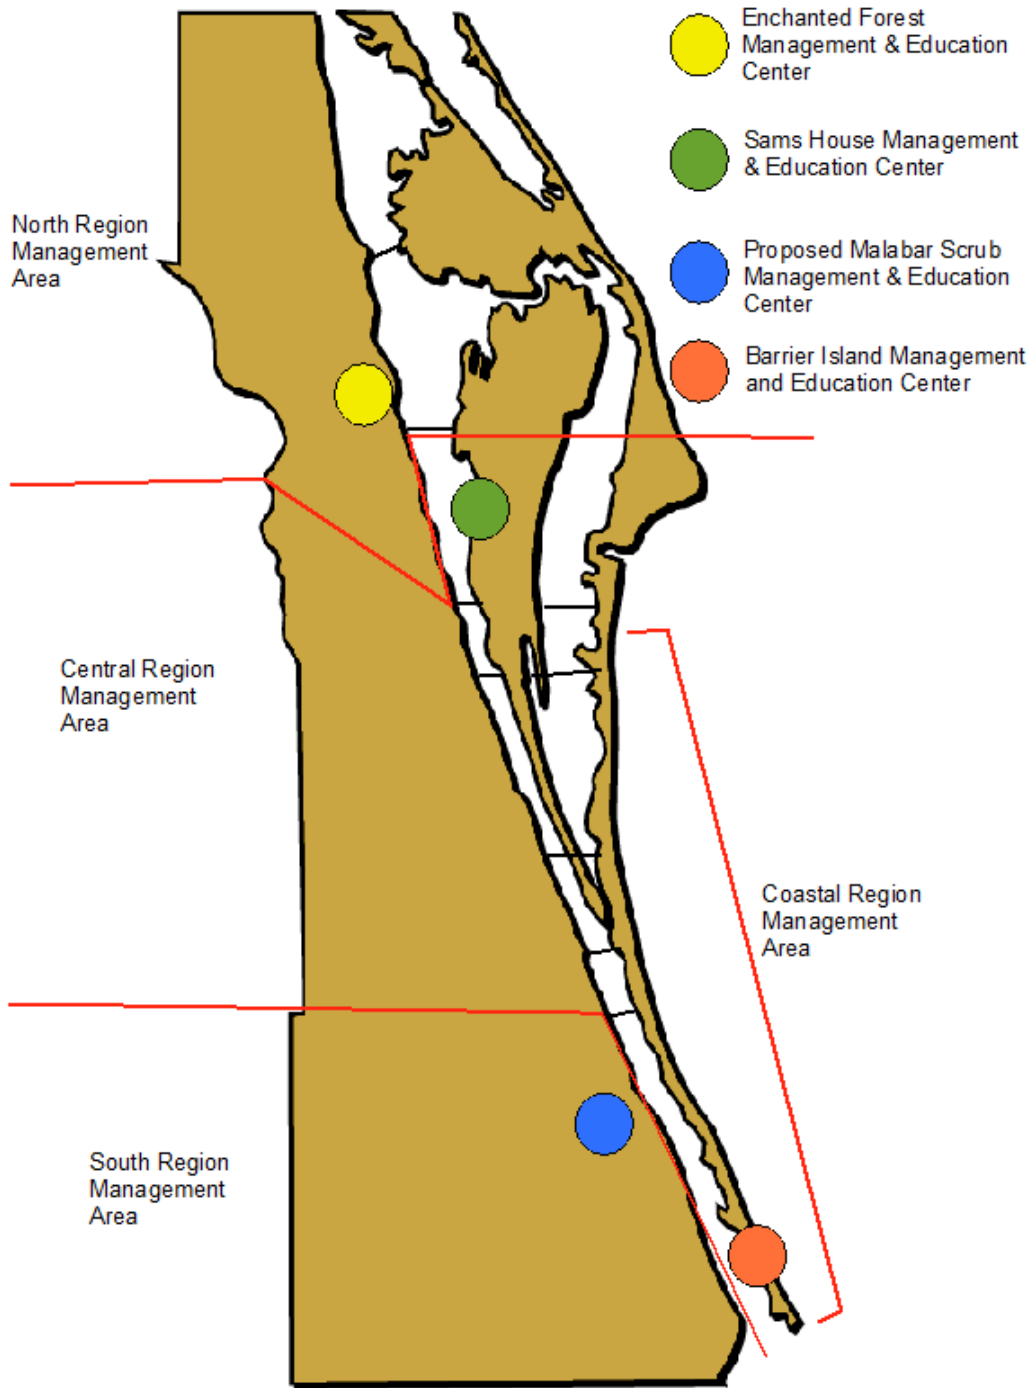 Enchanted Forest
Management & Education
Center
Sams House Management
& Education Center
North Region
Management
Area
Proposed Malabar Scrub
Management & Education
Center
Barrier Island Management
and Education Center
Central Region
Management
Area
Coastal Region
Management
Area
South Region
Management
Area